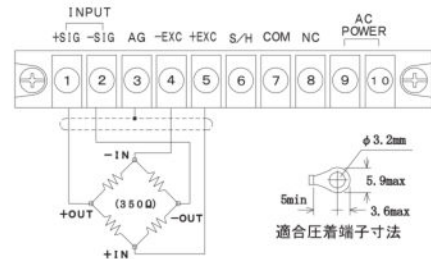 INPUT
AC
POWER
+SIG -SIG AG -EXC +EXC S/H COM NC
1 2 3 4 5 6 7 8 9 10
φ3.2mm
-IN
(350Ω)
5min
5.9max
+OUT
-OUT
3.6max
+IN
適合圧着端子寸法